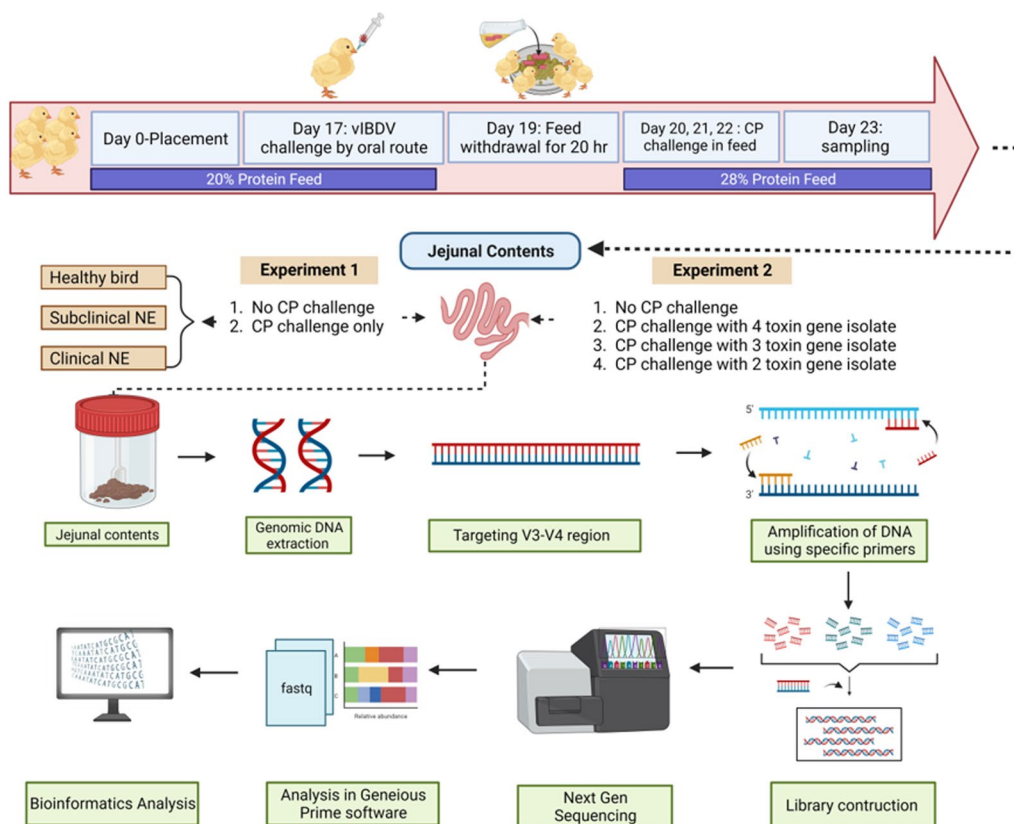 Day 0-Placement
Day 17: vIBDV
challenge by oral route
Day 19: Feed
withdrawal for 20 hr
Day 20, 21, 22 : CP
challenge in feed
Day 23:
sampling
20% Protein Feed
28% Protein Feed
Jejunal Contents
Healthy bird
Subclinical NE
Clinical NE
Experiment 1
1. No CP challenge
2. CP challenge only
Experiment 2
1. No CP challenge
2. CP challenge with 4 toxin gene isolate
3. CP challenge with 3 toxin gene isolate
4. CP challenge with 2 toxin gene isolate
5'
3'
Jejunal contents
Genomic DNA
extraction
Targeting V3-V4 region
Amplification of DNA
using specific primers
fastq
A
B
C
Relative abundance
Bioinformatics Analysis
Analysis in Geneious
Prime software
Next Gen
Sequencing
Library contruction